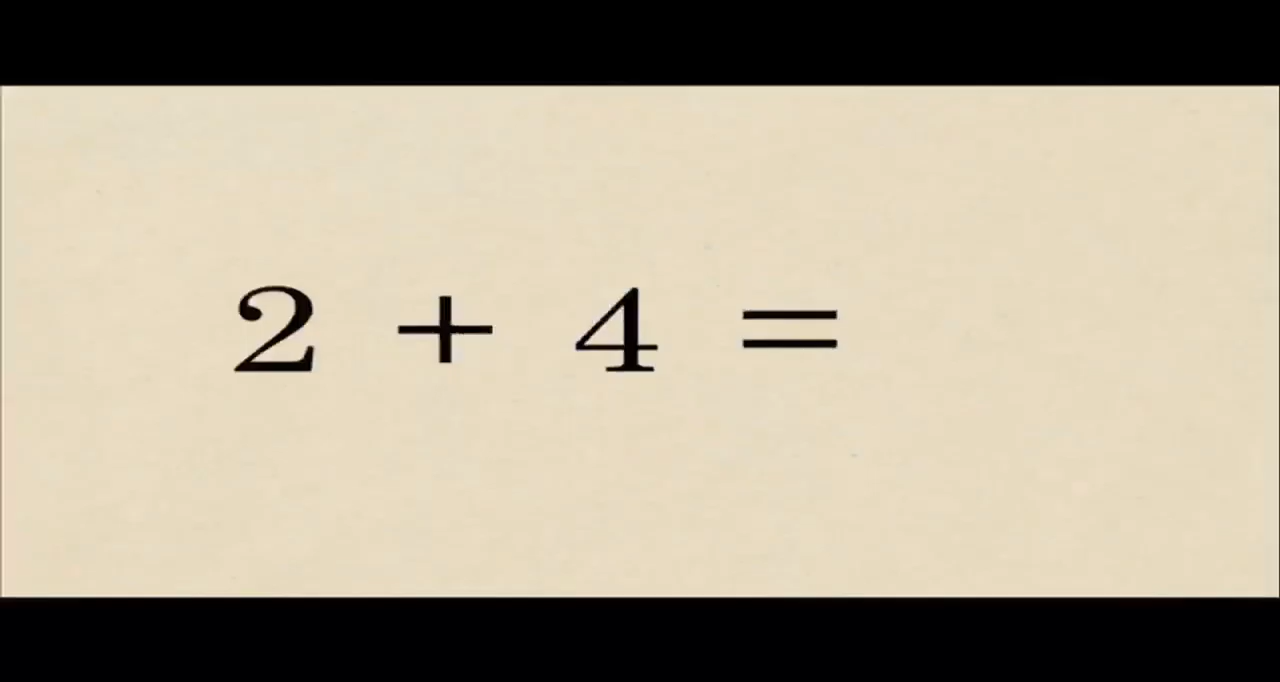 2 + 4 =